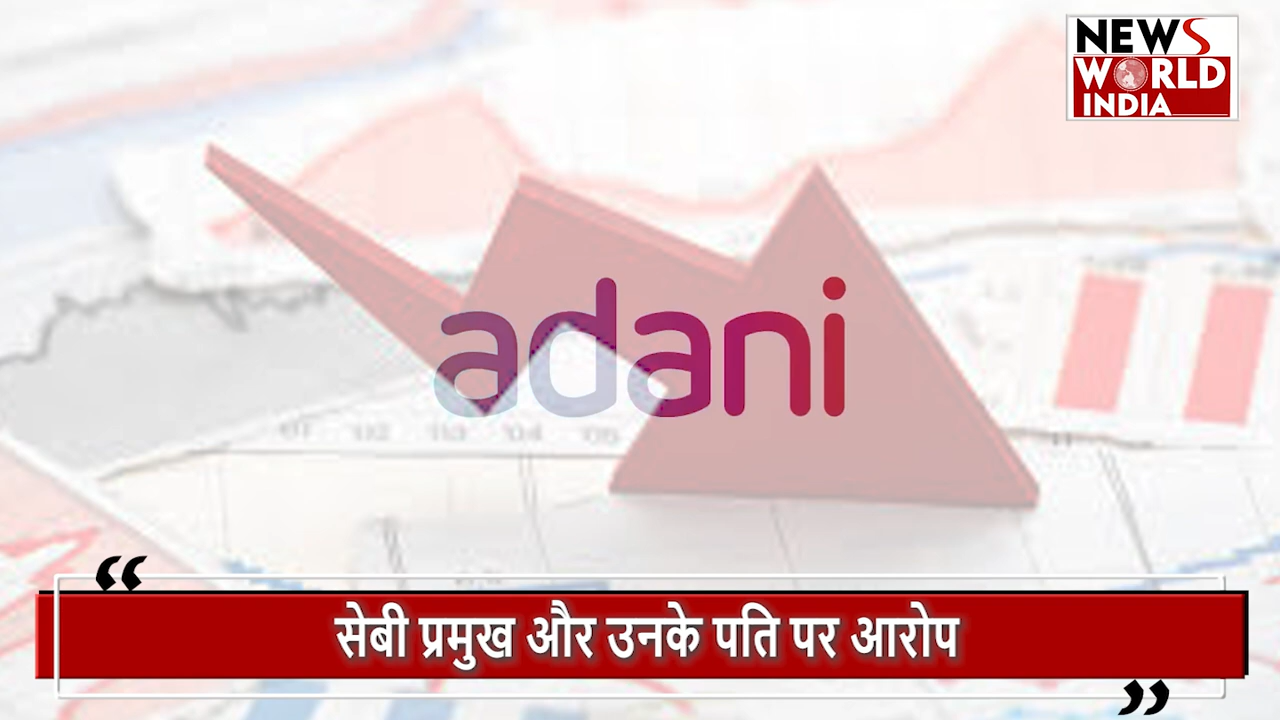 NEWS
WORLD
INDIA
adani
“
सेबी प्रमुख और उनके पति पर आरोप
”